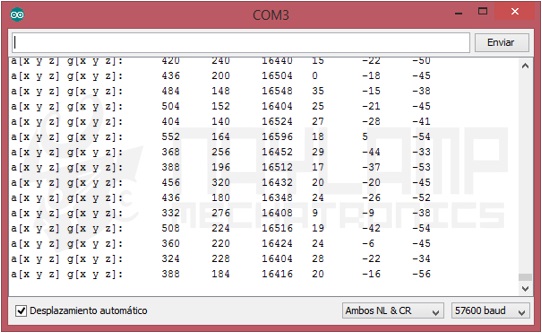 COM3
Enviar
a[x y z] g[x y z]: 420 240 16440 15 -22 -50
a[x y z] g[x y z]: 436 200 16504 0 -18 -45
a[x y z] g[x y z]: 484 148 16548 35 -15 -38
a[x y z] g[x y z]: 504 152 16404 25 -21 -45
a[x y z] g[x y z]: 404 140 16524 27 -28 -41
a[x y z] g[x y z]: 552 164 16596 18 5 -54
a[x y z] g[x y z]: 368 256 16452 29 -44 -33
a[x y z] g[x y z]: 388 196 16512 17 -37 -53
a[x y z] g[x y z]: 456 320 16432 20 -20 -45
a[x y z] g[x y z]: 436 180 16348 24 -26 -52
a[x y z] g[x y z]: 332 276 16408 9 -9 -38
a[x y z] g[x y z]: 508 224 16516 19 -42 -54
a[x y z] g[x y z]: 360 220 16424 24 -6 -45
a[x y z] g[x y z]: 324 228 16404 28 -22 -34
a[x y z] g[x y z]: 388 184 16416 20 -16 -56
MECHATRONICS
Desplazamiento automático Ambos NL & CR 57600 baud